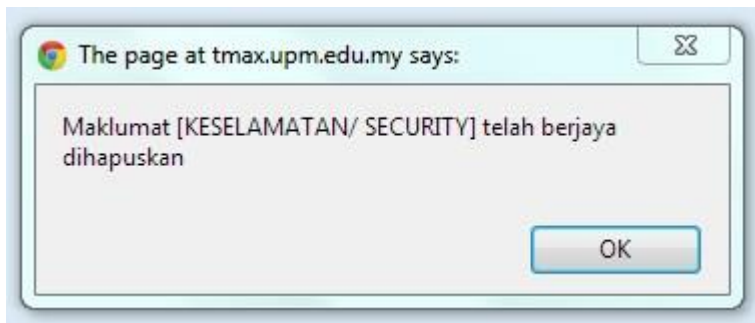 The page at tmax.upm.edu.my says:
Maklumat [KESELAMATAN/ SECURITY] telah berjaya
dihapuskan
OK